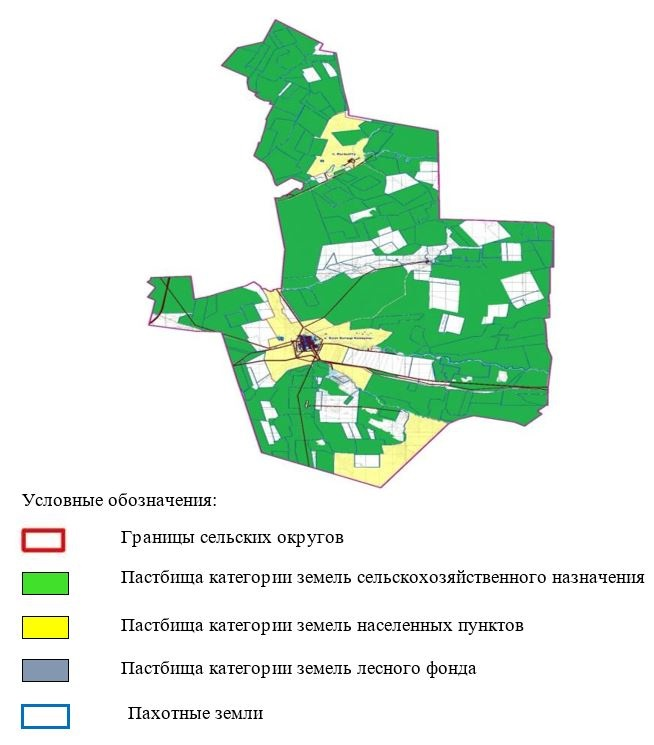 Условные обозначения:
Границы сельских округов
Пастбища категории земель сельскохозяйственного назначения
Пастбища категории земель населенных пунктов
Пастбища категории земель лесного фонда
Пахотные земли